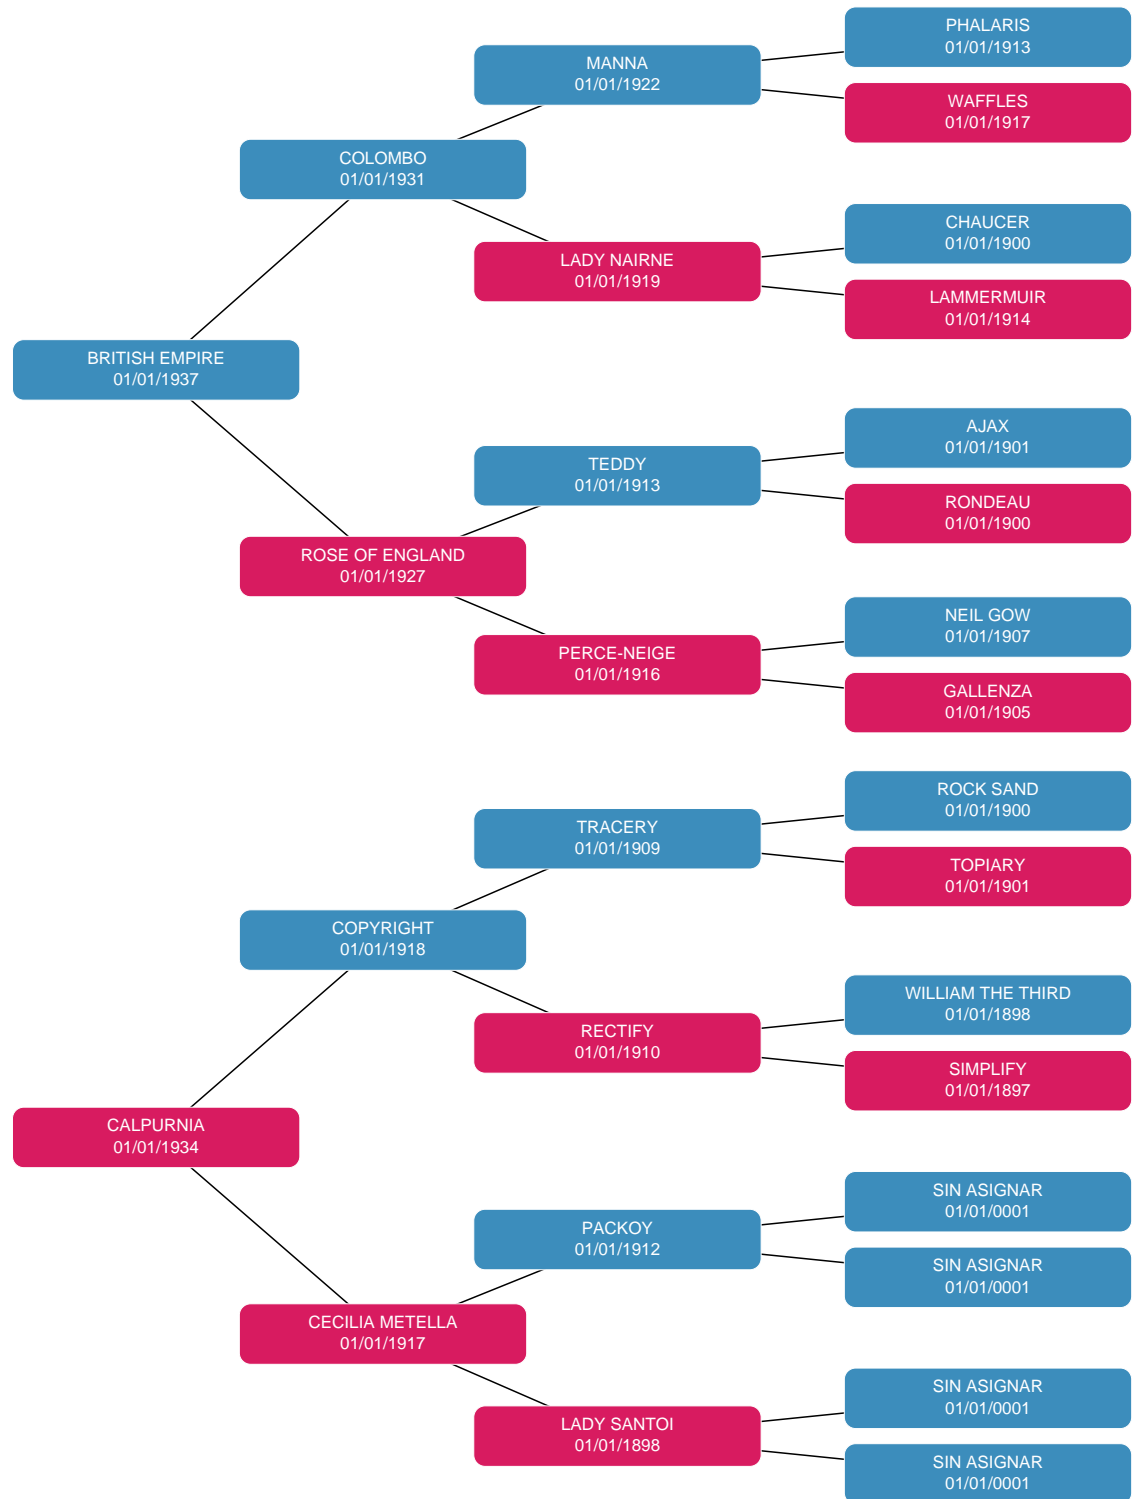 PHALARIS
01/01/1913
MANNA
01/01/1922
WAFFLES
01/01/1917
COLOMBO
01/01/1931
CHAUCER
01/01/1900
LADY NAIRNE
01/01/1919
LAMMERMUIR
01/01/1914
BRITISH EMPIRE
01/01/1937
AJAX
01/01/1901
TEDDY
01/01/1913
RONDEAU
01/01/1900
ROSE OF ENGLAND
01/01/1927
NEIL GOW
01/01/1907
PERCE-NEIGE
01/01/1916
GALLENZA
01/01/1905
ROCK SAND
01/01/1900
TRACERY
01/01/1909
TOPIARY
01/01/1901
COPYRIGHT
01/01/1918
WILLIAM THE THIRD
01/01/1898
RECTIFY
01/01/1910
SIMPLIFY
01/01/1897
CALPURNIA
01/01/1934
SIN ASIGNAR
01/01/0001
PACKOY
01/01/1912
SIN ASIGNAR
01/01/0001
CECILIA METELLA
01/01/1917
SIN ASIGNAR
01/01/0001
LADY SANTOI
01/01/1898
SIN ASIGNAR
01/01/0001